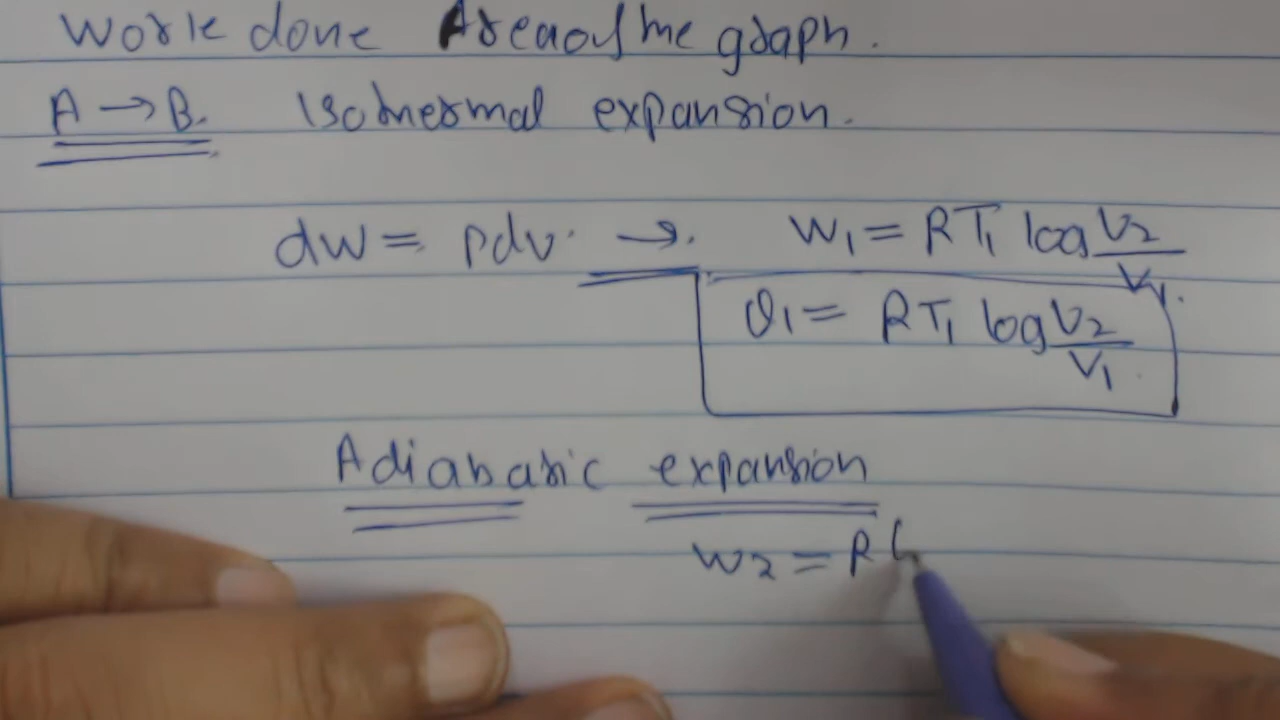 Work done Area of the graph.
A → B. Isothermal expansion.
dw = pdv. → W1 = RT1 log V2/V1.
Q1 = RT1 log V2/V1.
Adiabatic expansion
W2 = R (